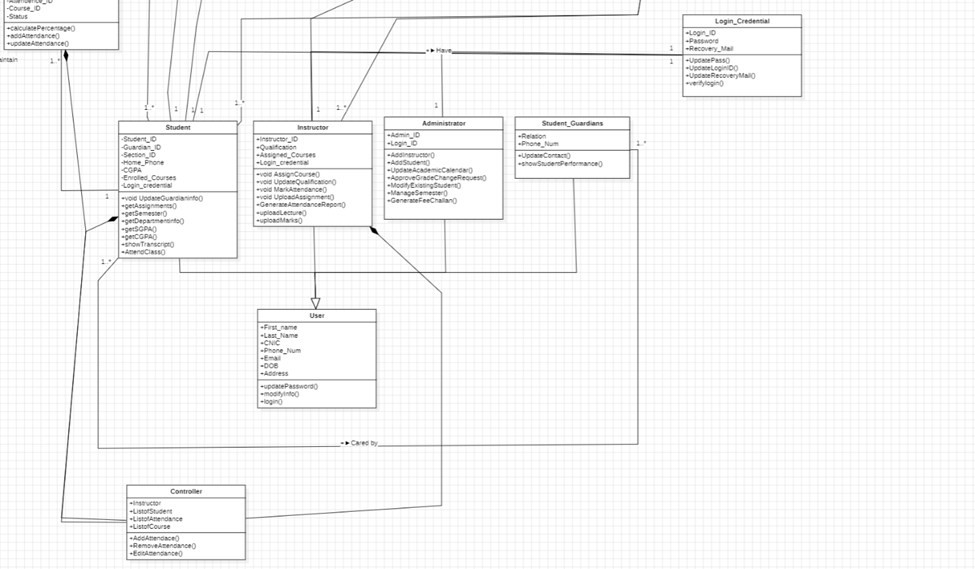 -Course_ID
-Status
+calculatePercentage()
+addAttendance()
+updateAttendance()
1..*
Login_Credential
+Login_ID
+Password
+Recovery_Mail
+UpdatePass()
+UpdateLoginID()
+UpdateRecoveryMail()
+verifylogin()
+ Have
1
1
1..*
1
1
1
1..*
1
1..*
1
Student
-Student_ID
-Guardian_ID
-Section_ID
-Home_Phone
-CGPA
-Enrolled_Courses
-Login_credential
+void UpdateGuardianInfo()
+getAssignments()
+getSemester()
+getDepartmentinfo()
+getSGPA()
+getCGPA()
+showTranscript()
+AttendClass()
1
1..*
Instructor
+Instructor_ID
+Qualification
+Assigned_Courses
+Login_credential
+void AssignCourse()
+void UpdateQualification()
+void MarkAttendance()
+void UploadAssignment()
+GenerateAttendanceReport()
+uploadLecture()
+uploadMarks()
Administrator
+Admin_ID
+Login_ID
+AddInstructor()
+AddStudent()
+UpdateAcademicCalendar()
+ApproveGradeChangeRequest()
+ModifyExistingStudent()
+ManageSemester()
+GenerateFeeChallan()
Student_Guardians
+Relation
+Phone_Num
+UpdateContact()
+showStudentPerformance()
1..*
User
+First_name
+Last_Name
+CNIC
+Phone_Num
+Email
+DOB
+Address
+updatePassword()
+modifyInfo()
+login()
+ Cared by
Controller
+Instructor
+ListofStudent
+ListofAttendance
+ListofCourse
+AddAttendace()
+RemoveAttendance()
+EditAttendance()